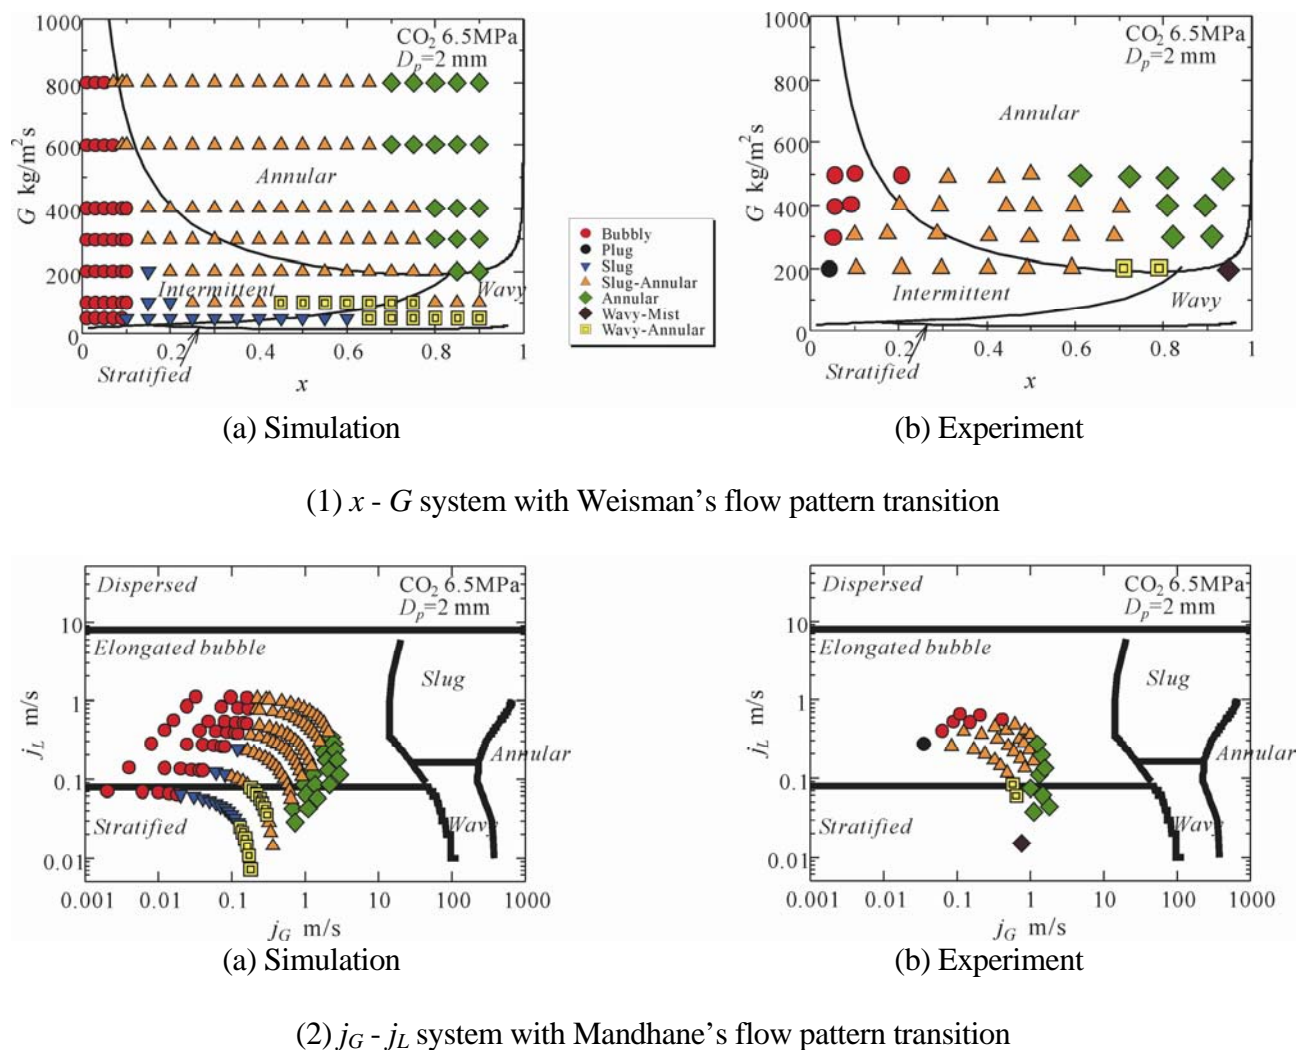 1000
800
600
400
200
0
G kg/m²s
CO₂ 6.5MPa
Dₚ=2 mm
Annular
Intermittent
Wavy
Stratified
0 0.2 0.4 0.6 0.8 1
x
Bubbly
Plug
Slug
Slug-Annular
Annular
Wavy-Mist
Wavy-Annular
1000
800
600
400
200
0
G kg/m²s
CO₂ 6.5MPa
Dₚ=2 mm
Annular
Intermittent
Wavy
Stratified
0 0.2 0.4 0.6 0.8 1
x
(a) Simulation
(b) Experiment
(1) x - G system with Weisman's flow pattern transition
Dispersed
CO₂ 6.5MPa
Dₚ=2 mm
10
Elongated bubble
Slug
1
j_L m/s
Annular
0.1
Stratified
Wavy
0.01
0.001 0.01 0.1 1 10 100 1000
j_G m/s
Dispersed
CO₂ 6.5MPa
Dₚ=2 mm
10
Elongated bubble
Slug
1
j_L m/s
Annular
0.1
Stratified
Wavy
0.01
0.001 0.01 0.1 1 10 100 1000
j_G m/s
(a) Simulation
(b) Experiment
(2) j_G - j_L system with Mandhane's flow pattern transition